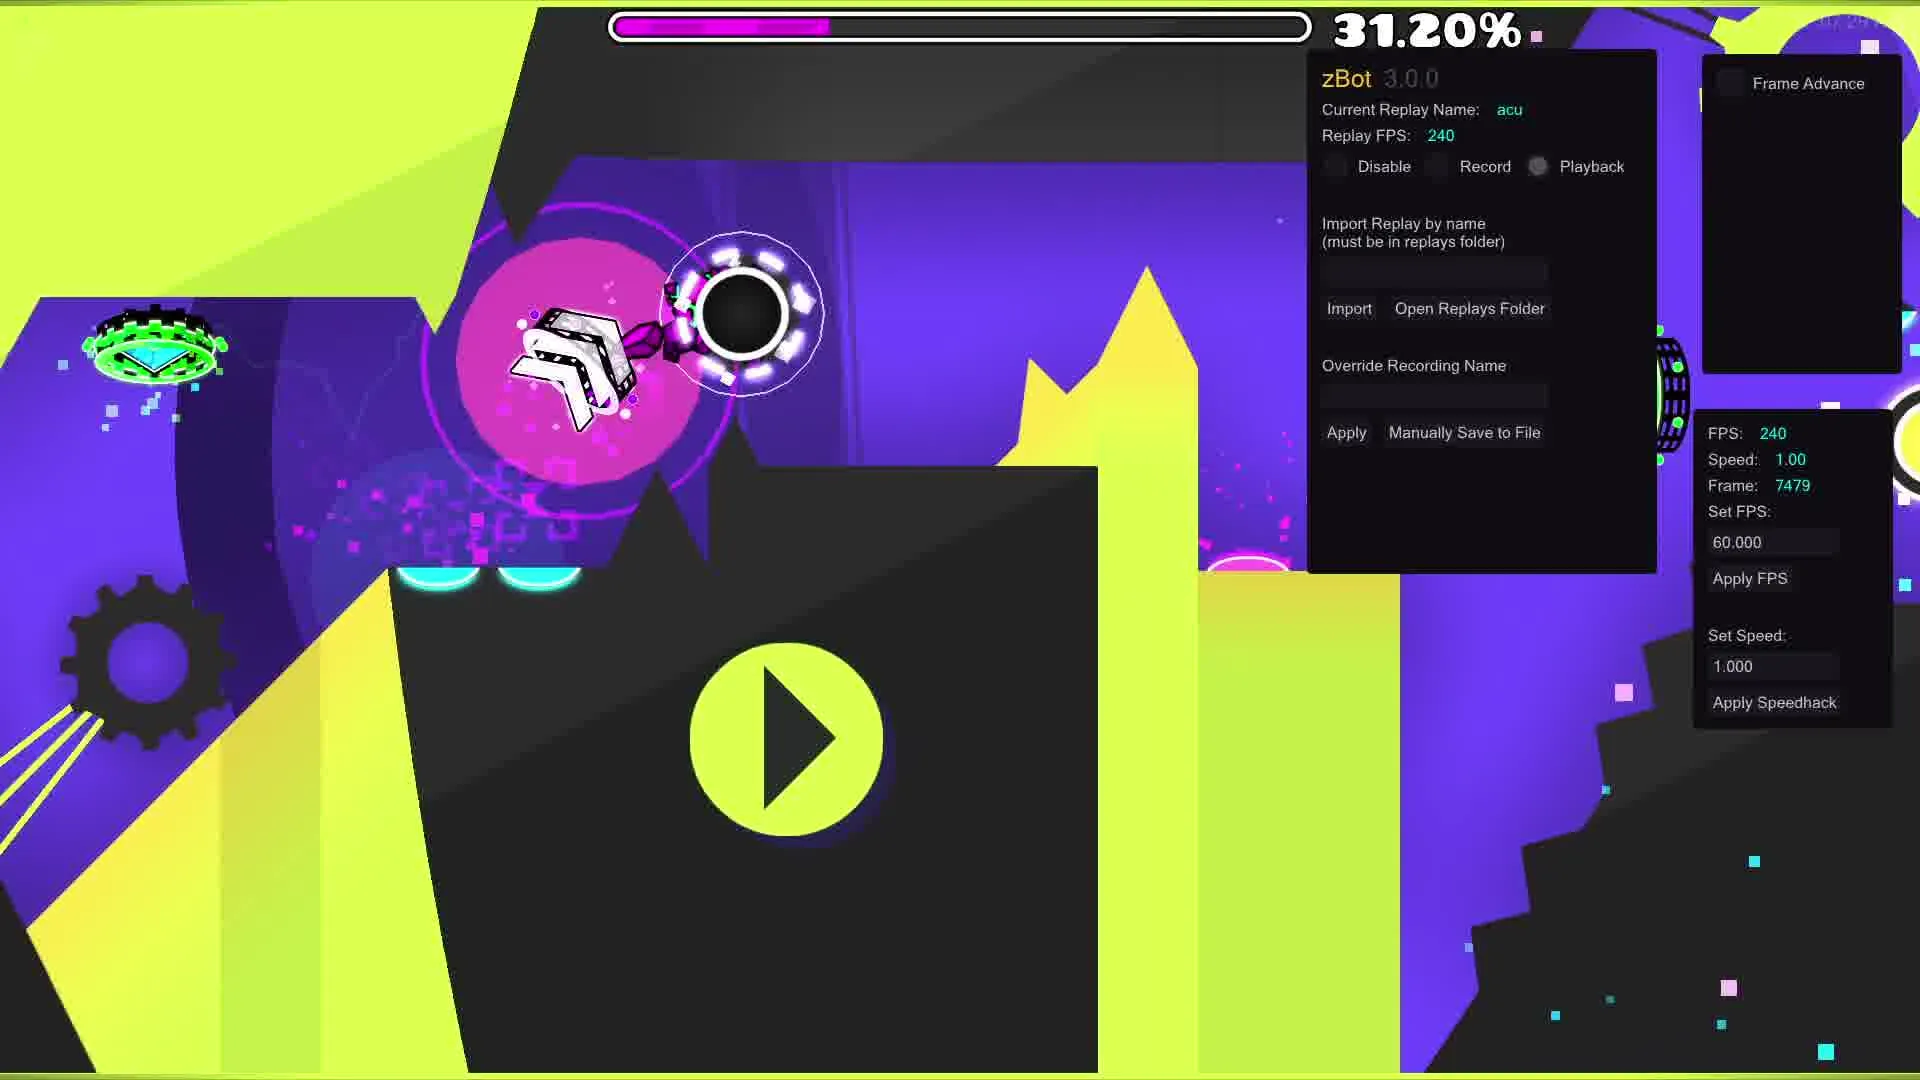 31.20%
zBot 3.0.0
Current Replay Name: acu
Replay FPS: 240
Disable Record Playback
Import Replay by name
(must be in replays folder)
Import Open Replays Folder
Override Recording Name
Apply Manually Save to File
Frame Advance
FPS: 240
Speed: 1.00
Frame: 7479
Set FPS:
60.000
Apply FPS
Set Speed:
1.000
Apply Speedhack